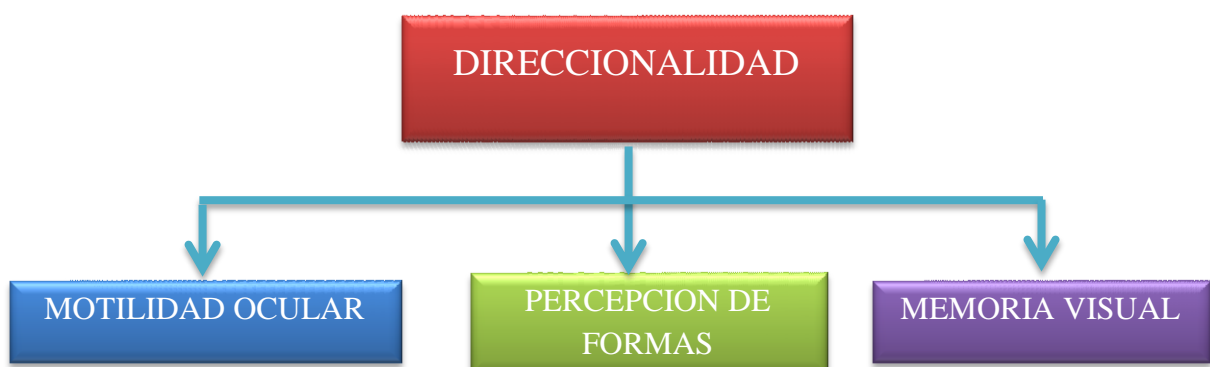 DIRECCIONALIDAD
MOTILIDAD OCULAR
PERCEPCION DE
FORMAS
MEMORIA VISUAL